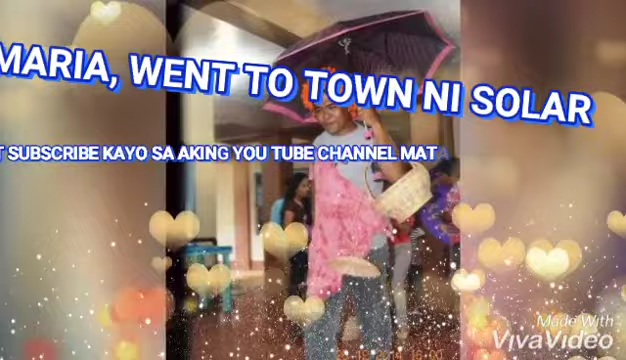 MARIA, WENT TO TOWN NI SOLAR
T SUBSCRIBE KAYO SA AKING YOU TUBE CHANNEL MAT A
Made With
VivaVideo